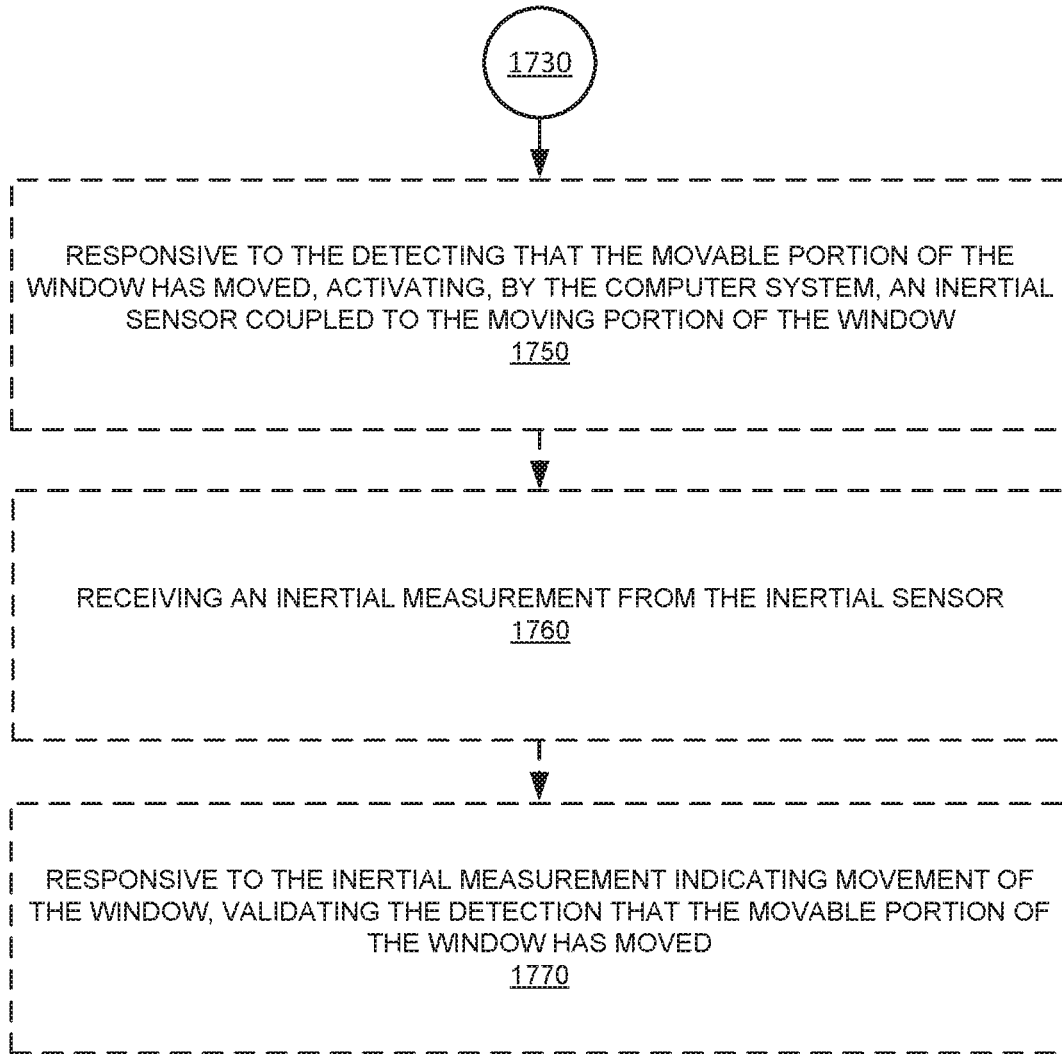 1730
RESPONSIVE TO THE DETECTING THAT THE MOVABLE PORTION OF THE
WINDOW HAS MOVED, ACTIVATING, BY THE COMPUTER SYSTEM, AN INERTIAL
SENSOR COUPLED TO THE MOVING PORTION OF THE WINDOW
1750
RECEIVING AN INERTIAL MEASUREMENT FROM THE INERTIAL SENSOR
1760
RESPONSIVE TO THE INERTIAL MEASUREMENT INDICATING MOVEMENT OF
THE WINDOW, VALIDATING THE DETECTION THAT THE MOVABLE PORTION OF
THE WINDOW HAS MOVED
1770